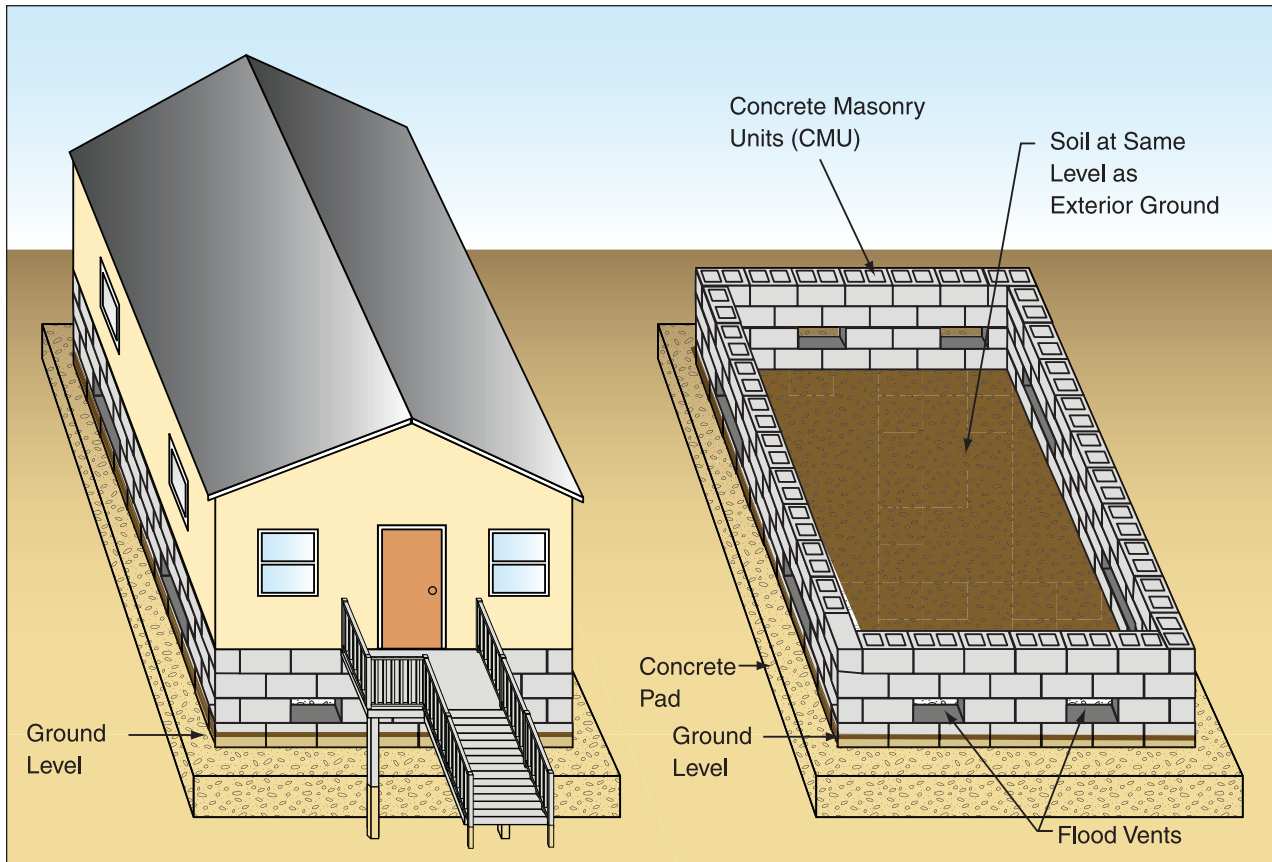 Concrete Masonry
Units (CMU)
Soil at Same
Level as
Exterior Ground
Ground
Level
Concrete
Pad
Ground
Level
Flood Vents